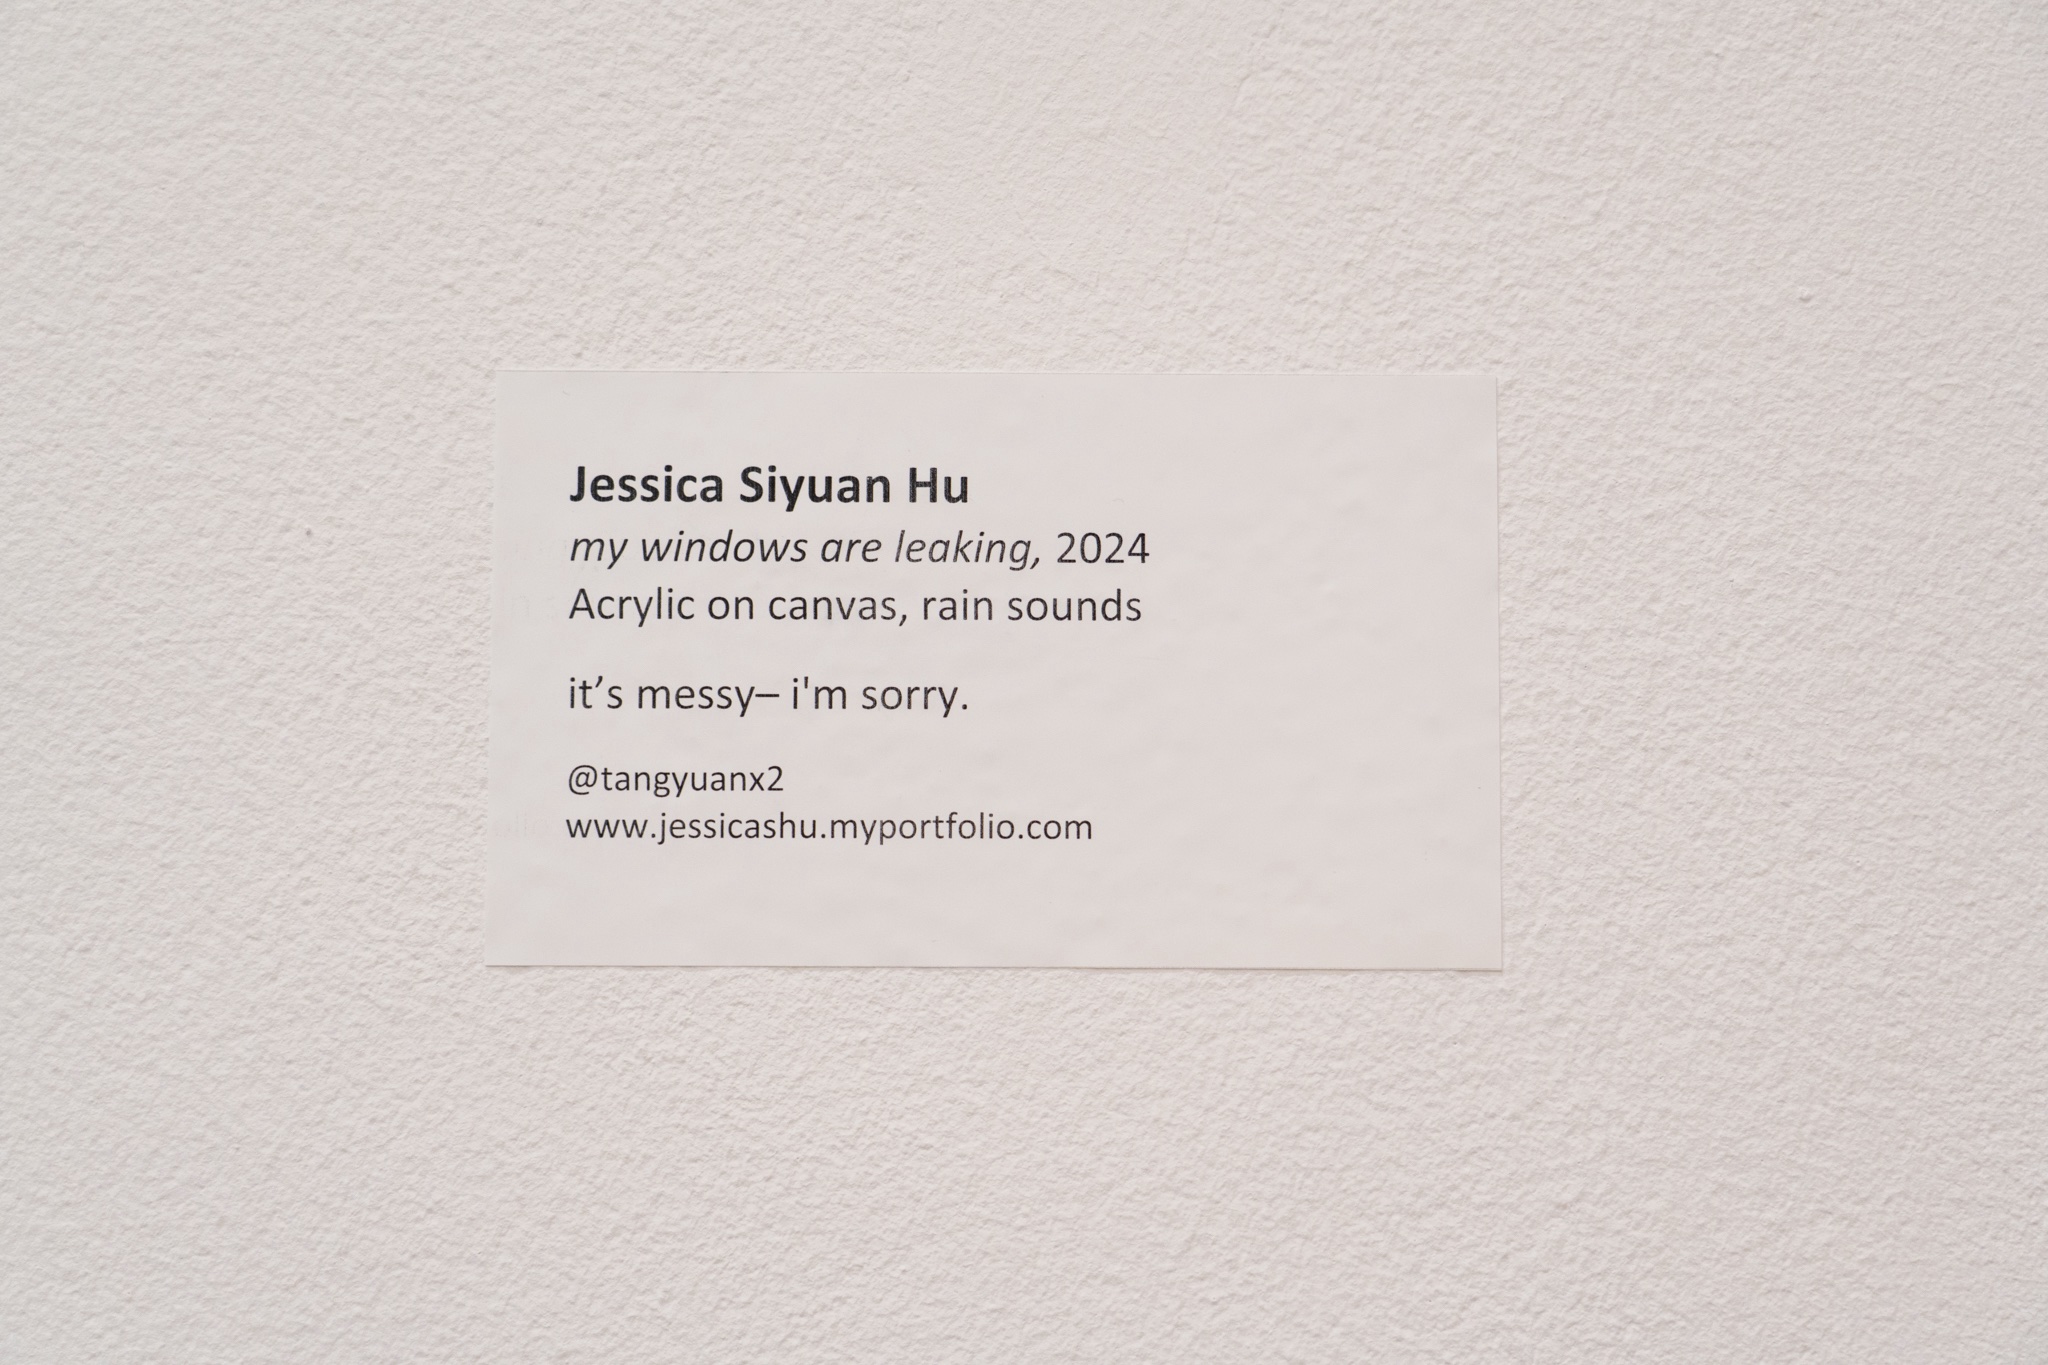 Jessica Siyuan Hu
my windows are leaking, 2024
Acrylic on canvas, rain sounds
it’s messy– i'm sorry.
@tangyuanx2
www.jessicashu.myportfolio.com